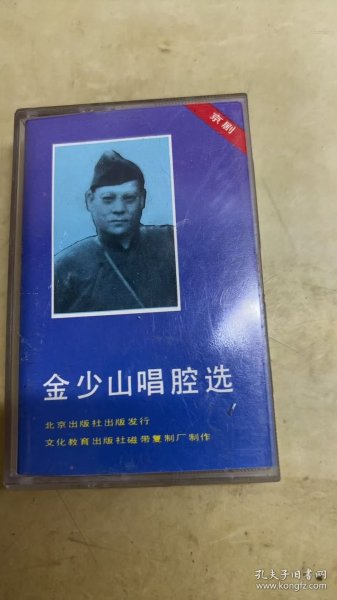 京剧
金少山唱腔选
北京出版社出版发行
文化教育出版社磁带复制厂制作
孔夫子旧书网
www.kongfz.com